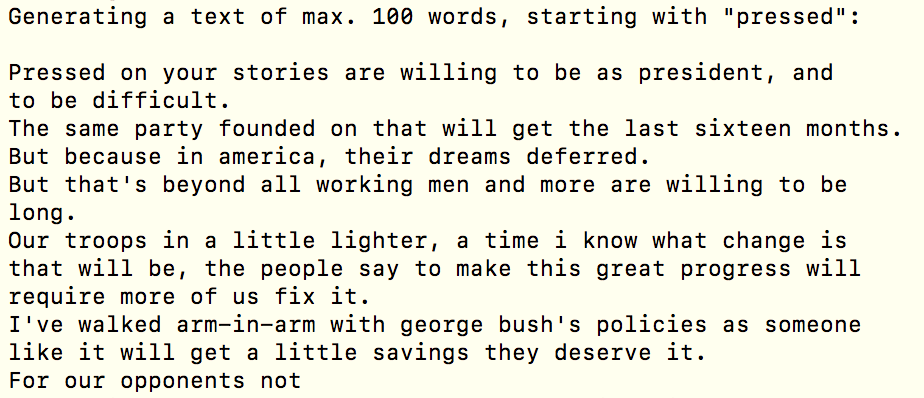 Generating a text of max. 100 words, starting with "pressed":
Pressed on your stories are willing to be as president, and
to be difficult.
The same party founded on that will get the last sixteen months.
But because in america, their dreams deferred.
But that's beyond all working men and more are willing to be
long.
Our troops in a little lighter, a time i know what change is
that will be, the people say to make this great progress will
require more of us fix it.
I've walked arm-in-arm with george bush's policies as someone
like it will get a little savings they deserve it.
For our opponents not